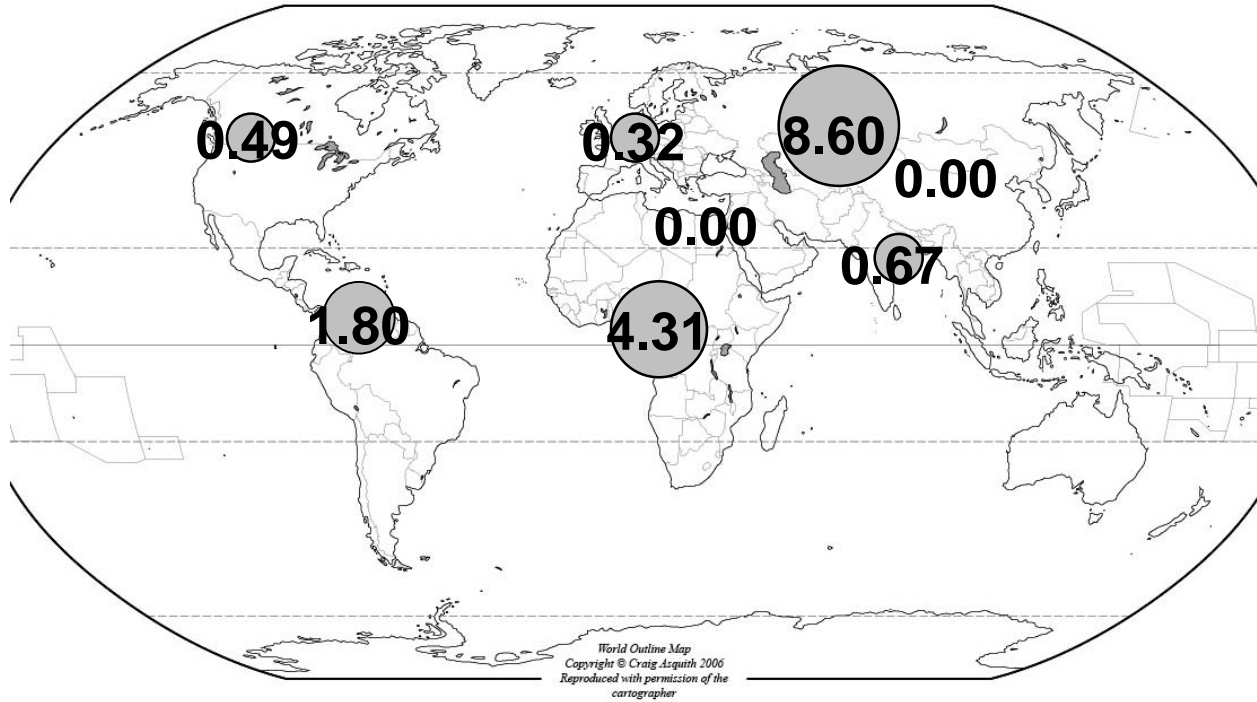 0.49
0.32
8.60
0.00
0.00
0.67
1.80
4.31
World Outline Map
Copyright © Craig Asquith 2006
Reproduced with permission of the
cartographer